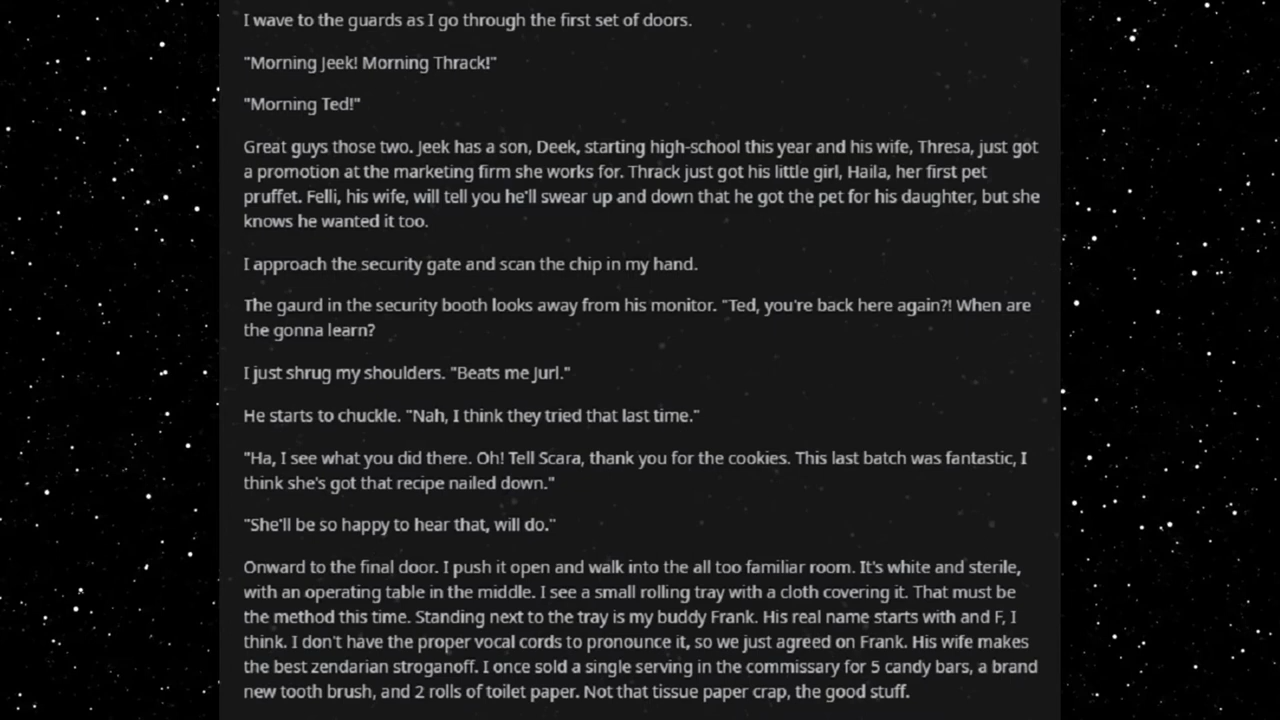 I wave to the guards as I go through the first set of doors.
"Morning Jeek! Morning Thrack!"
"Morning Ted!"
Great guys those two. Jeek has a son, Deek, starting high-school this year and his wife, Thresa, just got
a promotion at the marketing firm she works for. Thrack just got his little girl, Haila, her first pet
pruffet. Felli, his wife, will tell you he'll swear up and down that he got the pet for his daughter, but she
knows he wanted it too.
I approach the security gate and scan the chip in my hand.
The gaurd in the security booth looks away from his monitor. "Ted, you're back here again?! When are
the gonna learn?
I just shrug my shoulders. "Beats me Jurl."
He starts to chuckle. "Nah, I think they tried that last time."
"Ha, I see what you did there. Oh! Tell Scara, thank you for the cookies. This last batch was fantastic, I
think she's got that recipe nailed down."
"She'll be so happy to hear that, will do."
Onward to the final door. I push it open and walk into the all too familiar room. It's white and sterile,
with an operating table in the middle. I see a small rolling tray with a cloth covering it. That must be
the method this time. Standing next to the tray is my buddy Frank. His real name starts with and F, I
think. I don't have the proper vocal cords to pronounce it, so we just agreed on Frank. His wife makes
the best zendarian stroganoff. I once sold a single serving in the commissary for 5 candy bars, a brand
new tooth brush, and 2 rolls of toilet paper. Not that tissue paper crap, the good stuff.